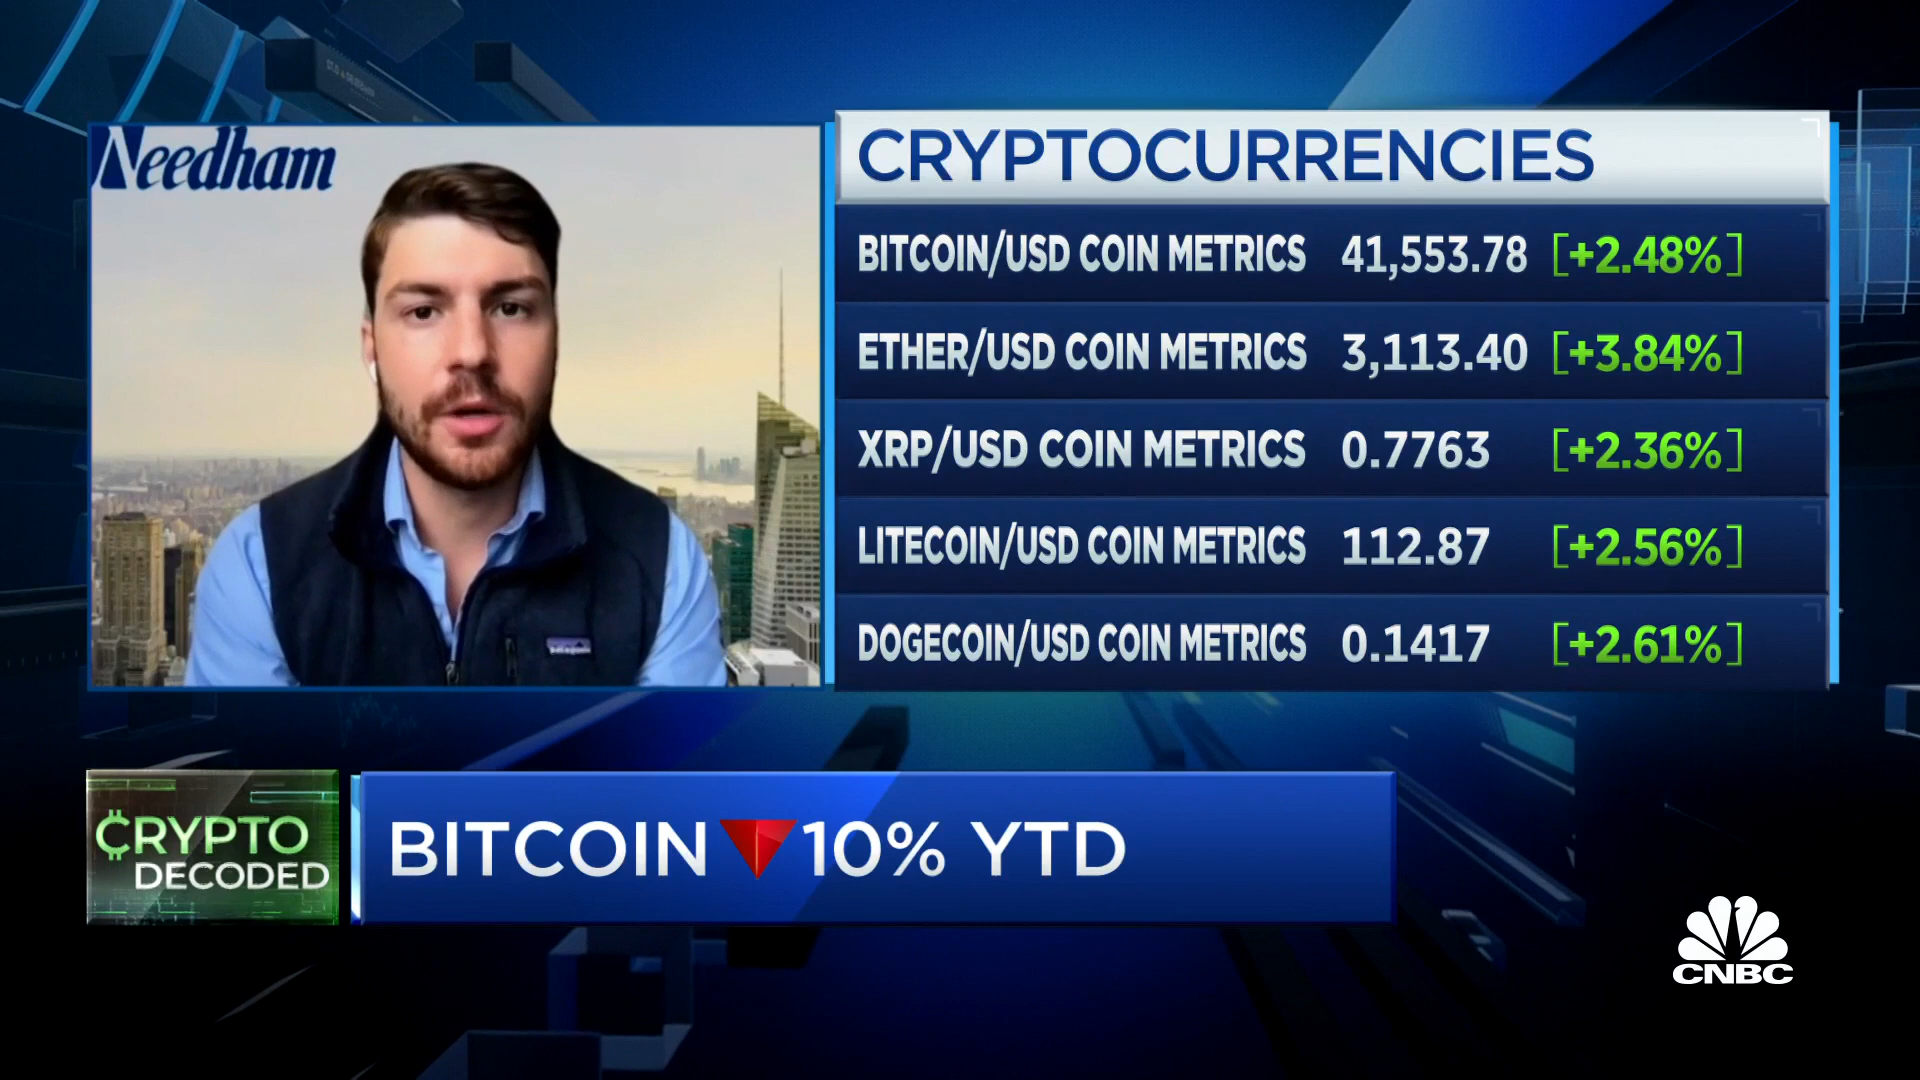 Needham
CRYPTOCURRENCIES
BITCOIN/USD COIN METRICS 41,553.78 [+2.48%]
ETHER/USD COIN METRICS 3,113.40 [+3.84%]
XRP/USD COIN METRICS 0.7763 [+2.36%]
LITECOIN/USD COIN METRICS 112.87 [+2.56%]
DOGECOIN/USD COIN METRICS 0.1417 [+2.61%]
patagonia
CRYPTO
DECODED
BITCOIN ▼ 10% YTD
CNBC